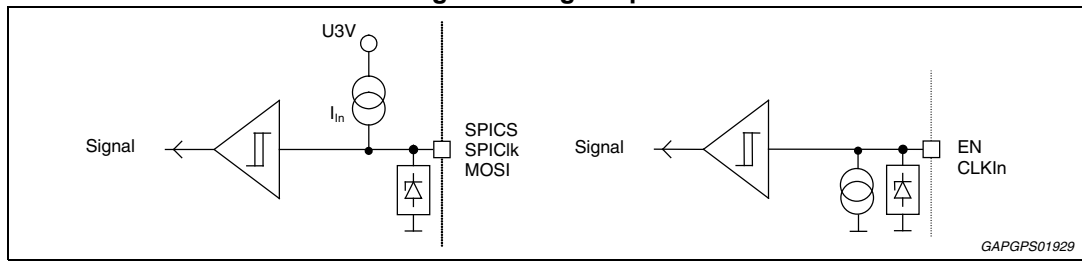 U3V
I_In
Signal
SPICS
SPIClk
MOSI
Signal
EN
CLKIn
GAPGPS01929